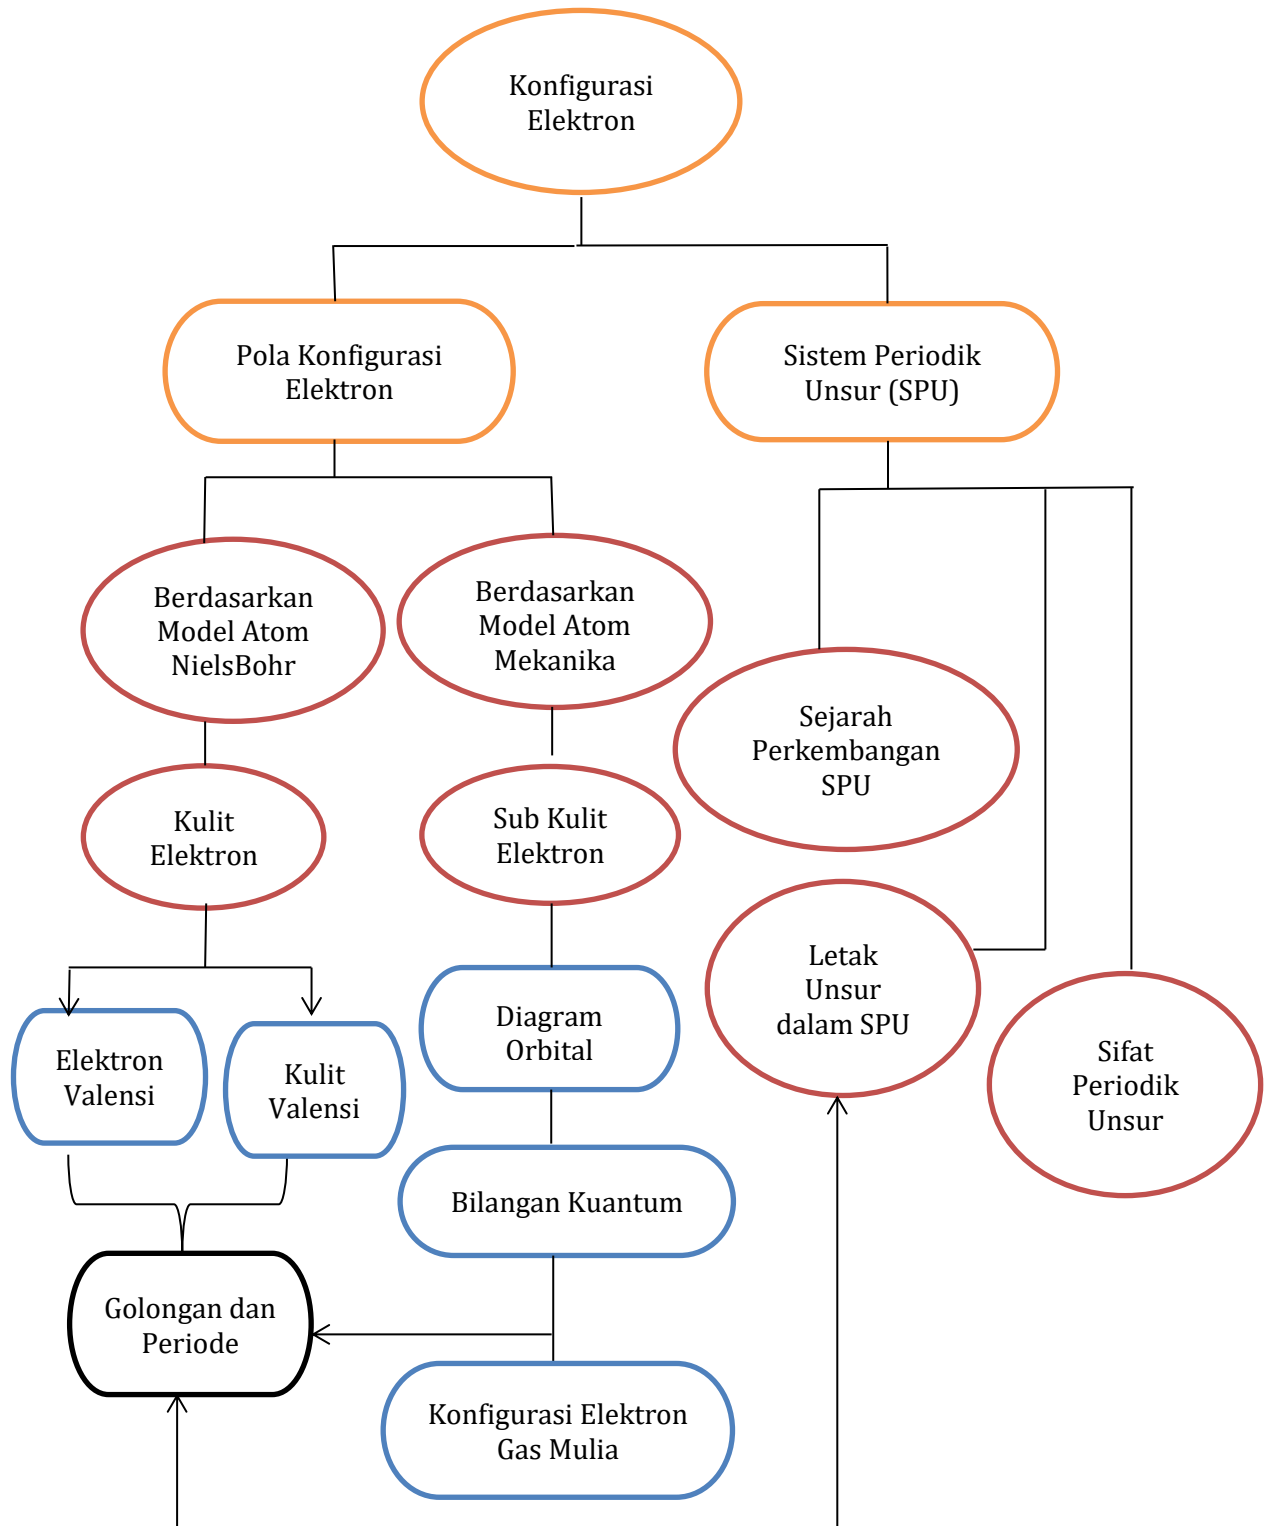 Konfigurasi
Elektron
Pola Konfigurasi
Elektron
Sistem Periodik
Unsur (SPU)
Berdasarkan
Model Atom
NielsBohr
Berdasarkan
Model Atom
Mekanika
Sejarah
Perkembangan
SPU
Kulit
Elektron
Sub Kulit
Elektron
Letak
Unsur
dalam SPU
Diagram
Orbital
Sifat
Periodik
Unsur
Elektron
Valensi
Kulit
Valensi
Bilangan Kuantum
Golongan dan
Periode
Konfigurasi Elektron
Gas Mulia